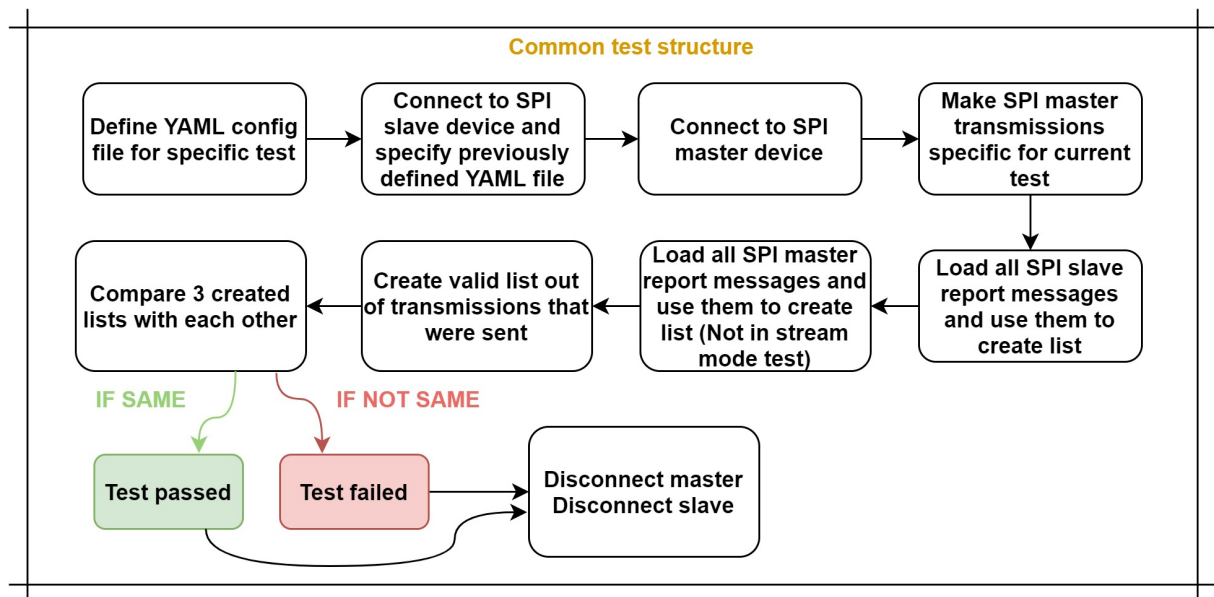 Common test structure
Define YAML config
file for specific test
Connect to SPI
slave device and
specify previously
defined YAML file
Connect to SPI
master device
Make SPI master
transmissions
specific for current
test
Load all SPI slave
report messages
and use them to
create list
Load all SPI master
report messages and
use them to create
list (Not in stream
mode test)
Create valid list out
of transmissions that
were sent
Compare 3 created
lists with each other
IF SAME
IF NOT SAME
Test passed
Test failed
Disconnect master
Disconnect slave